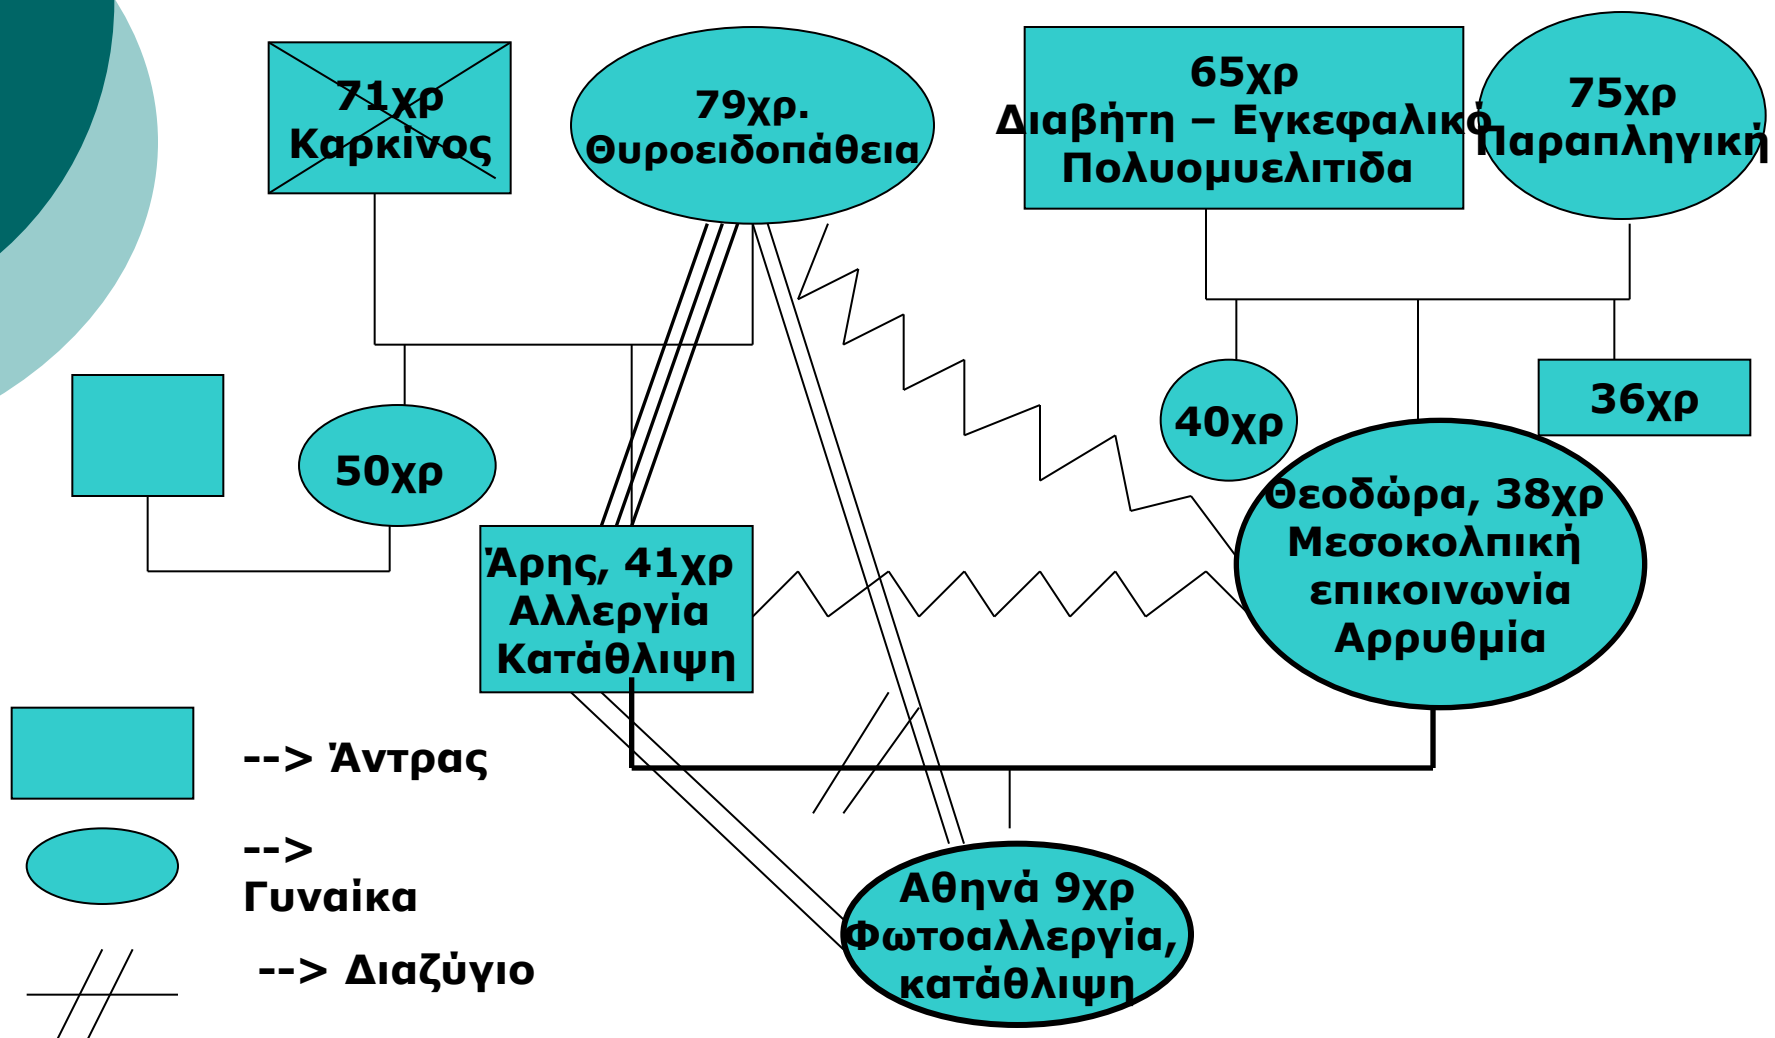 71χρ
Καρκίνος
79χρ.
Θυροειδοπάθεια
65χρ
Διαβήτη – Εγκεφαλικό
Πολυομυελιτιδα
75χρ
Παραπληγική
50χρ
40χρ
36χρ
Άρης, 41χρ
Αλλεργία
Κατάθλιψη
Θεοδώρα, 38χρ
Μεσοκολπική
επικοινωνία
Αρρυθμία
--> Άντρας
-->
Γυναίκα
--> Διαζύγιο
Αθηνά 9χρ
Φωτοαλλεργία,
κατάθλιψη